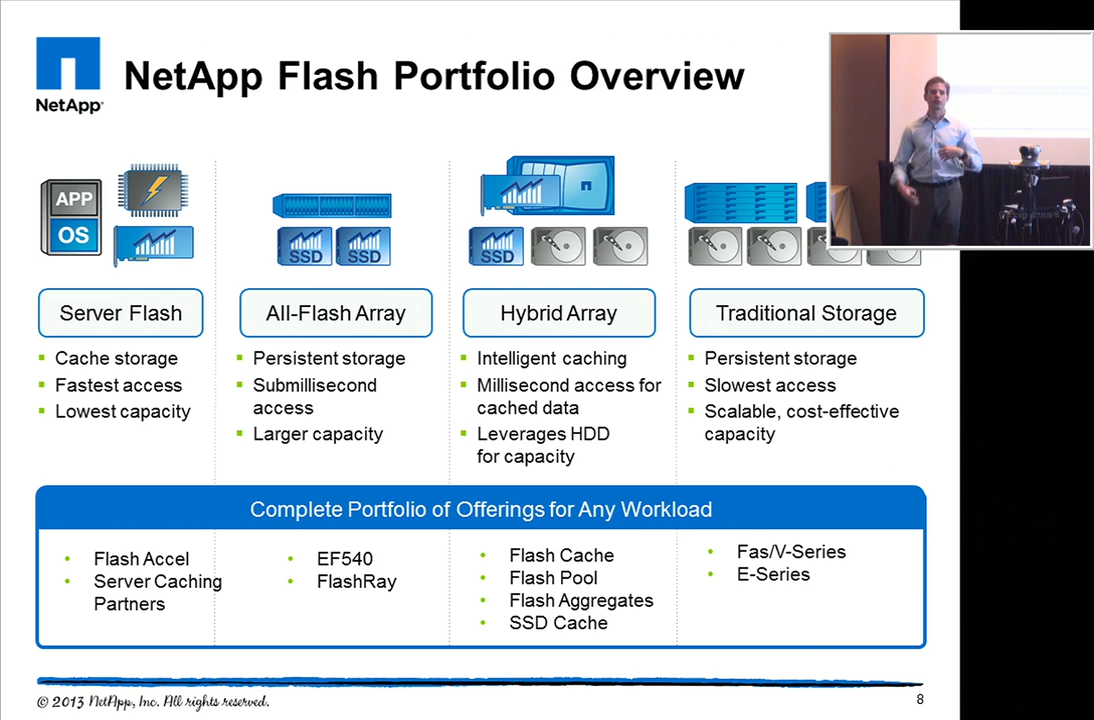 NetApp Flash Portfolio Overview
NetApp
APP
OS
SSD SSD
SSD
Server Flash
Cache storage
Fastest access
Lowest capacity
All-Flash Array
Persistent storage
Submillisecond
access
Larger capacity
Hybrid Array
Intelligent caching
Millisecond access for
cached data
Leverages HDD
for capacity
Traditional Storage
Persistent storage
Slowest access
Scalable, cost-effective
capacity
Complete Portfolio of Offerings for Any Workload
Flash Accel
Server Caching
Partners
EF540
FlashRay
Flash Cache
Flash Pool
Flash Aggregates
SSD Cache
Fas/V-Series
E-Series
© 2013 NetApp, Inc. All rights reserved.
8